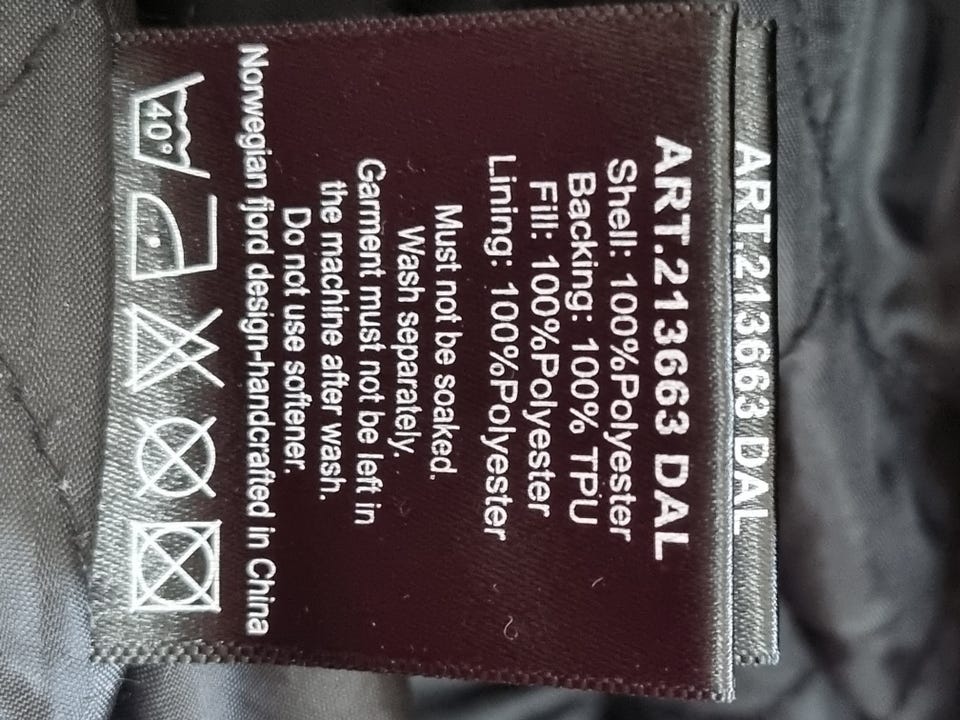 ART.213663 DAL
ART.213663 DAL
Shell: 100%Polyester
Backing: 100% TPU
Fill: 100%Polyester
Lining: 100%Polyester
Must not be soaked.
Wash separately.
Garment must not be left in
the machine after wash.
Do not use softener.
Norwegian fjord design-handcrafted in China
40°